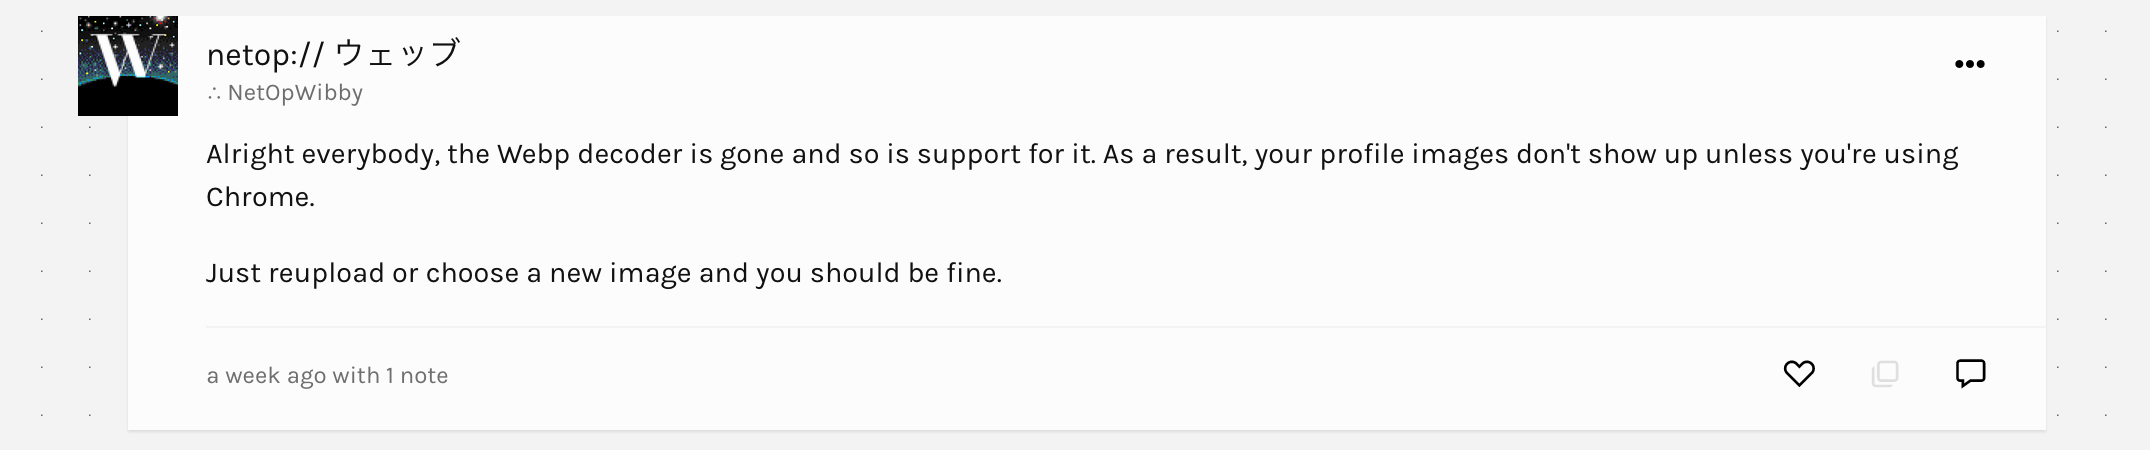 W
netop:// ウェッブ
∴ NetOpWibby
Alright everybody, the Webp decoder is gone and so is support for it. As a result, your profile images don't show up unless you're using
Chrome.
Just reupload or choose a new image and you should be fine.
a week ago with 1 note